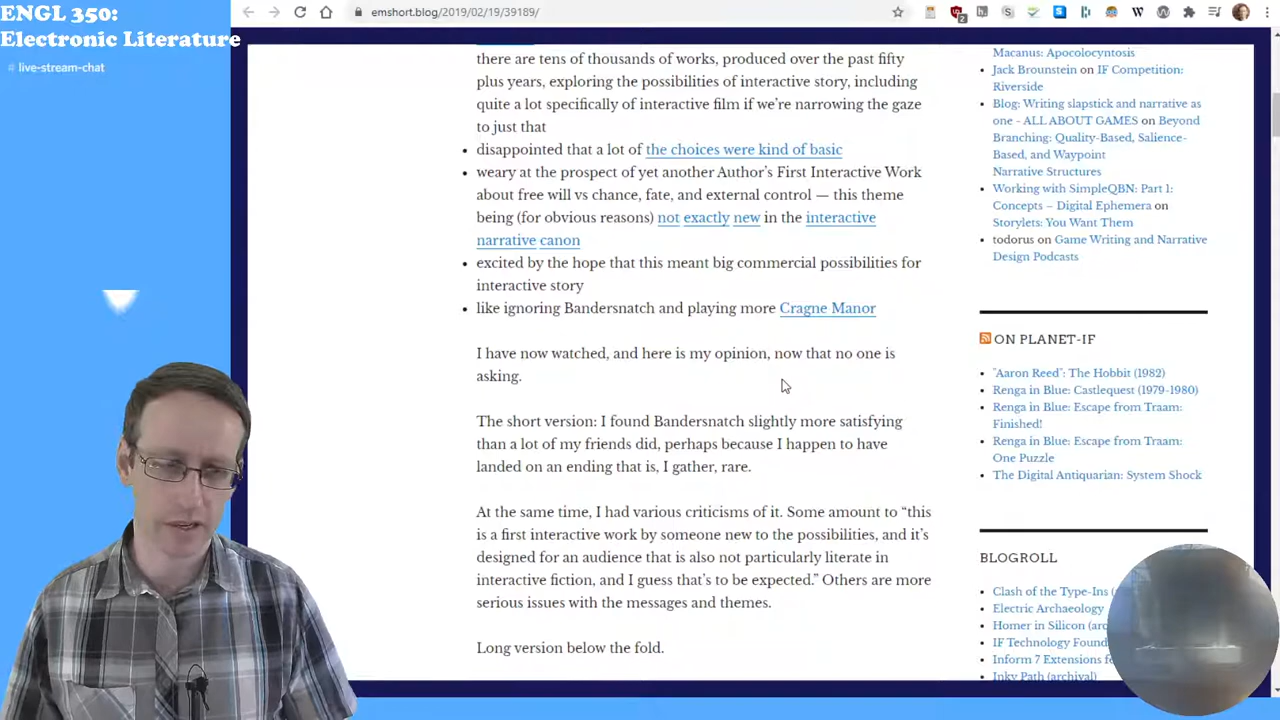 ENGL 350:
Electronic Literature
# live-stream-chat
emshort.blog/2019/02/19/39189/
2
there are tens of thousands of works, produced over the past fifty
plus years, exploring the possibilities of interactive story, including
quite a lot specifically of interactive film if we're narrowing the gaze
to just that
disappointed that a lot of the choices were kind of basic
weary at the prospect of yet another Author's First Interactive Work
about free will vs chance, fate, and external control — this theme
being (for obvious reasons) not exactly new in the interactive
narrative canon
excited by the hope that this meant big commercial possibilities for
interactive story
like ignoring Bandersnatch and playing more Cragne Manor
I have now watched, and here is my opinion, now that no one is
asking.
The short version: I found Bandersnatch slightly more satisfying
than a lot of my friends did, perhaps because I happen to have
landed on an ending that is, I gather, rare.
At the same time, I had various criticisms of it. Some amount to “this
is a first interactive work by someone new to the possibilities, and it's
designed for an audience that is also not particularly literate in
interactive fiction, and I guess that's to be expected.” Others are more
serious issues with the messages and themes.
Long version below the fold.
Macanus: Apocolocyntosis
Jack Brounstein on IF Competition:
Riverside
Blog: Writing slapstick and narrative as
one - ALL ABOUT GAMES on Beyond
Branching: Quality-Based, Salience-
Based, and Waypoint
Narrative Structures
Working with SimpleQBN: Part 1:
Concepts – Digital Ephemera on
Storylets: You Want Them
todorus on Game Writing and Narrative
Design Podcasts
ON PLANET-IF
"Aaron Reed": The Hobbit (1982)
Renga in Blue: Castlequest (1979-1980)
Renga in Blue: Escape from Traam:
Finished!
Renga in Blue: Escape from Traam:
One Puzzle
The Digital Antiquarian: System Shock
BLOGROLL
Clash of the Type-Ins (
Electric Archaeology
Homer in Silicon (arc
IF Technology Found
Inform 7 Extensions f
Inky Path (archival)